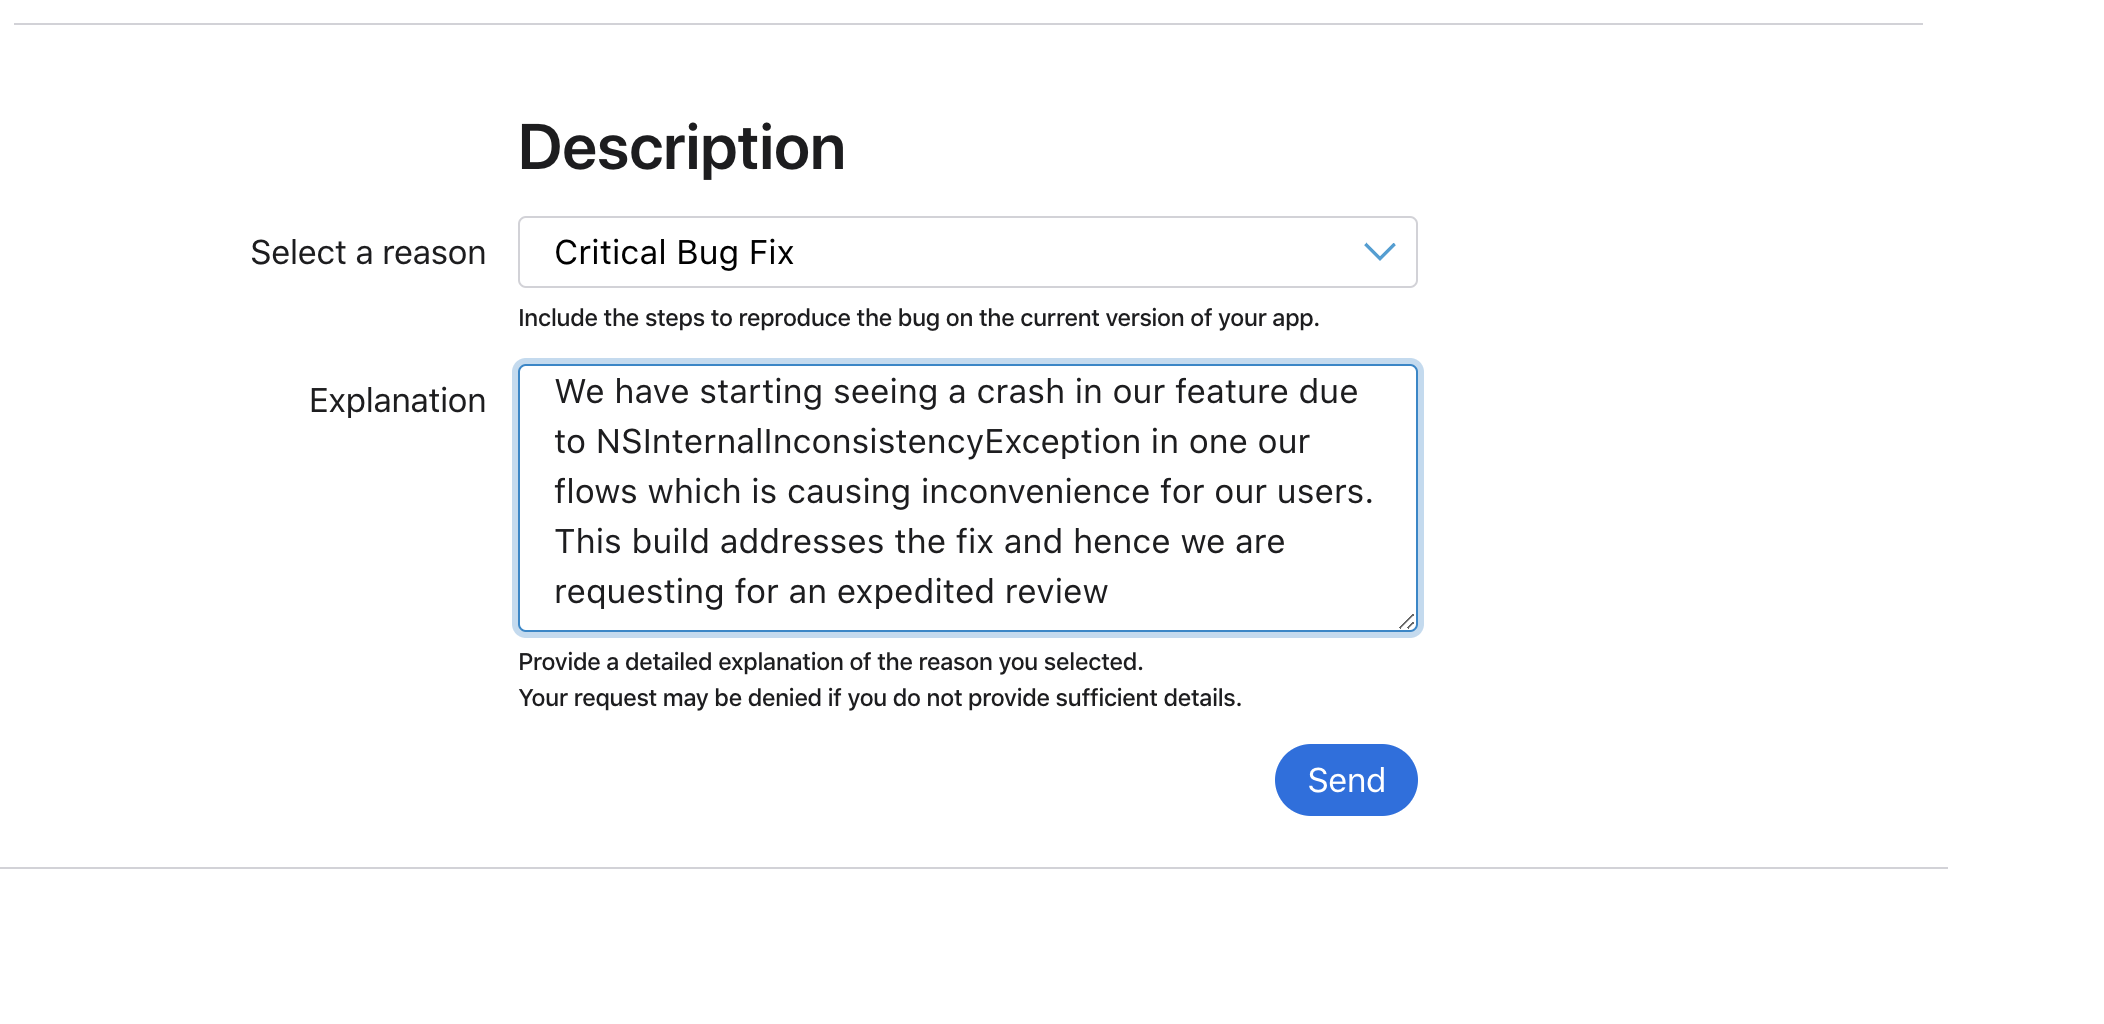 Description
Select a reason
Critical Bug Fix
Include the steps to reproduce the bug on the current version of your app.
Explanation
We have starting seeing a crash in our feature due
to NSInternalInconsistencyException in one our
flows which is causing inconvenience for our users.
This build addresses the fix and hence we are
requesting for an expedited review
Provide a detailed explanation of the reason you selected.
Your request may be denied if you do not provide sufficient details.
Send